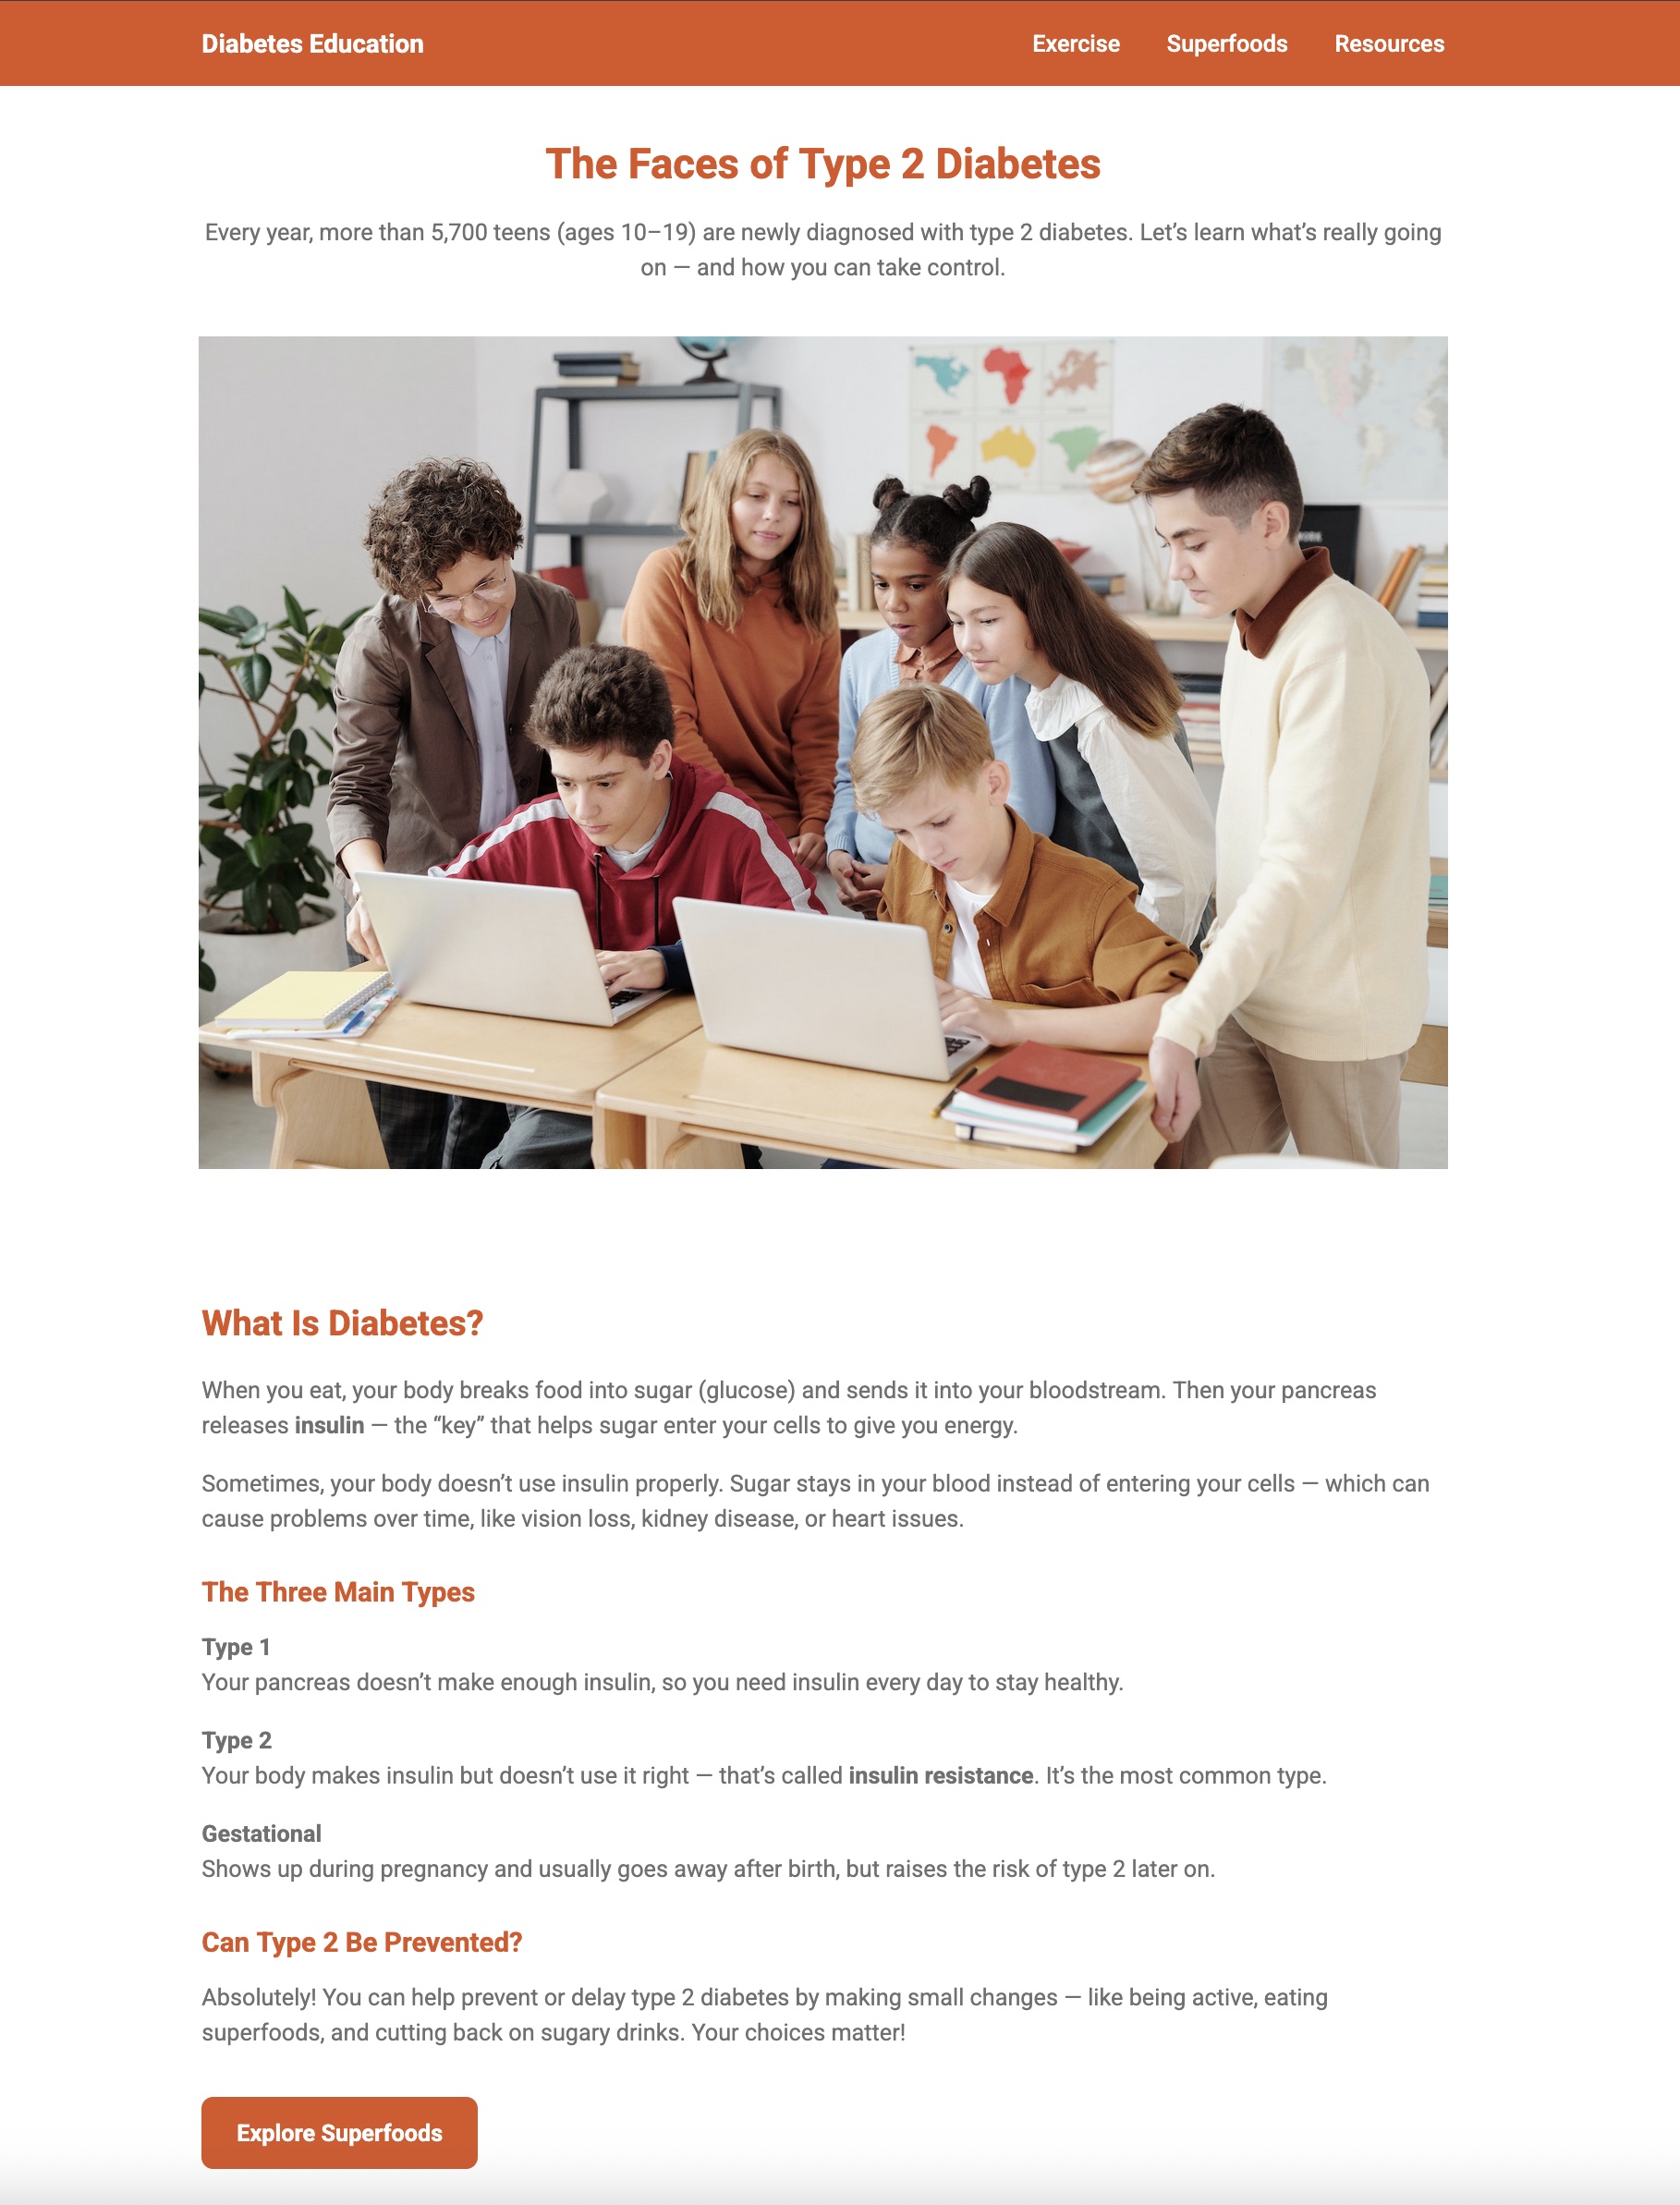 Diabetes Education
Exercise
Superfoods
Resources
The Faces of Type 2 Diabetes
Every year, more than 5,700 teens (ages 10–19) are newly diagnosed with type 2 diabetes. Let’s learn what’s really going
on — and how you can take control.
What Is Diabetes?
When you eat, your body breaks food into sugar (glucose) and sends it into your bloodstream. Then your pancreas
releases insulin — the “key” that helps sugar enter your cells to give you energy.
Sometimes, your body doesn’t use insulin properly. Sugar stays in your blood instead of entering your cells — which can
cause problems over time, like vision loss, kidney disease, or heart issues.
The Three Main Types
Type 1
Your pancreas doesn’t make enough insulin, so you need insulin every day to stay healthy.
Type 2
Your body makes insulin but doesn’t use it right — that’s called insulin resistance. It’s the most common type.
Gestational
Shows up during pregnancy and usually goes away after birth, but raises the risk of type 2 later on.
Can Type 2 Be Prevented?
Absolutely! You can help prevent or delay type 2 diabetes by making small changes — like being active, eating
superfoods, and cutting back on sugary drinks. Your choices matter!
Explore Superfoods